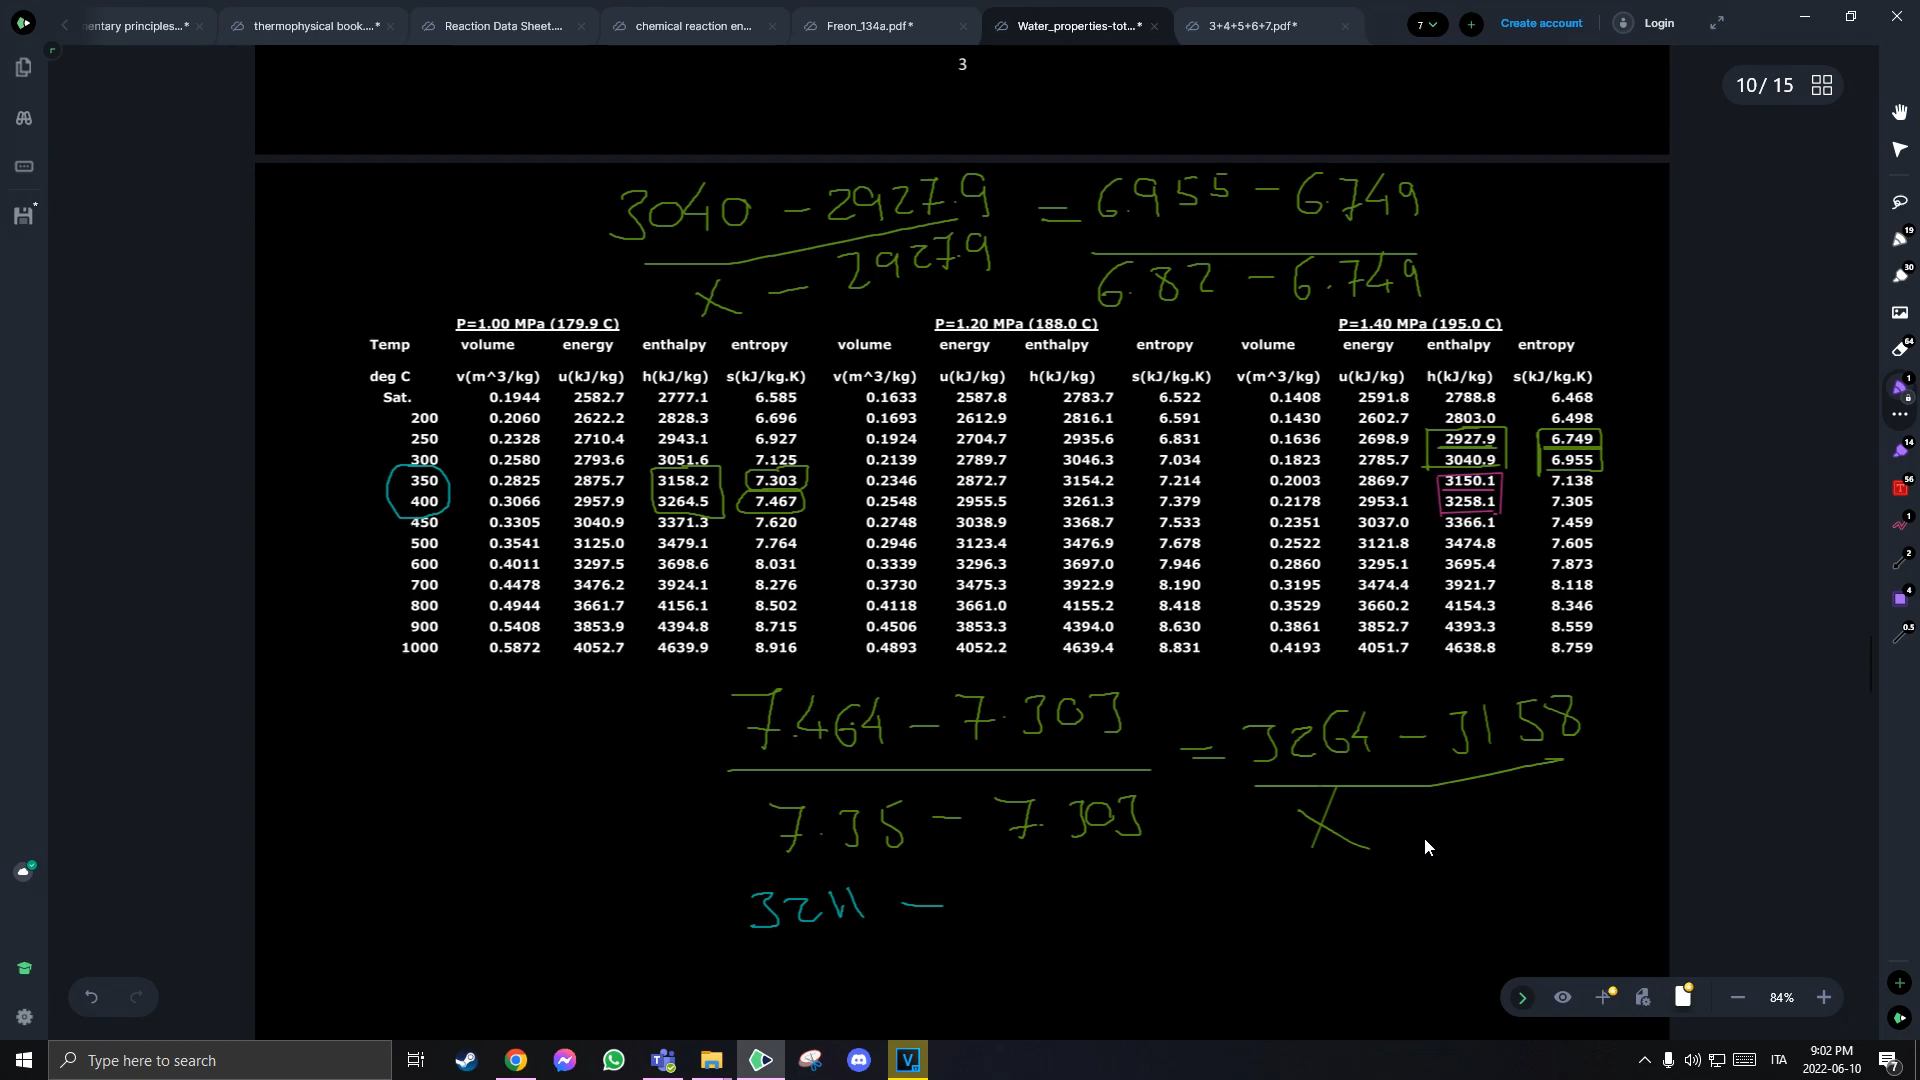 mentary principles...*
thermophysical book....*
Reaction Data Sheet....
chemical reaction en...
Freon_134a.pdf*
Water_properties-tot...*
3+4+5+6+7.pdf*
7
Create account
Login
3
10/ 15
3040 - 2927.9 = 6.955 - 6.749
x - 2927.9 6.82 - 6.749
P=1.00 MPa (179.9 C) P=1.20 MPa (188.0 C) P=1.40 MPa (195.0 C)
Temp volume energy enthalpy entropy volume energy enthalpy entropy volume energy enthalpy entropy
deg C v(m^3/kg) u(kJ/kg) h(kJ/kg) s(kJ/kg.K) v(m^3/kg) u(kJ/kg) h(kJ/kg) s(kJ/kg.K) v(m^3/kg) u(kJ/kg) h(kJ/kg) s(kJ/kg.K)
Sat. 0.1944 2582.7 2777.1 6.585 0.1633 2587.8 2783.7 6.522 0.1408 2591.8 2788.8 6.468
200 0.2060 2622.2 2828.3 6.696 0.1693 2612.9 2816.1 6.591 0.1430 2602.7 2803.0 6.498
250 0.2328 2710.4 2943.1 6.927 0.1924 2704.7 2935.6 6.831 0.1636 2698.9 2927.9 6.749
300 0.2580 2793.6 3051.6 7.125 0.2139 2789.7 3046.3 7.034 0.1823 2785.7 3040.9 6.955
350 0.2825 2875.7 3158.2 7.303 0.2346 2872.7 3154.2 7.214 0.2003 2869.7 3150.1 7.138
400 0.3066 2957.9 3264.5 7.467 0.2548 2955.5 3261.3 7.379 0.2178 2953.1 3258.1 7.305
450 0.3305 3040.9 3371.3 7.620 0.2748 3038.9 3368.7 7.533 0.2351 3037.0 3366.1 7.459
500 0.3541 3125.0 3479.1 7.764 0.2946 3123.4 3476.9 7.678 0.2522 3121.8 3474.8 7.605
600 0.4011 3297.5 3698.6 8.031 0.3339 3296.3 3697.0 7.946 0.2860 3295.1 3695.4 7.873
700 0.4478 3476.2 3924.1 8.276 0.3730 3475.3 3922.9 8.190 0.3195 3474.4 3921.7 8.118
800 0.4944 3661.7 4156.1 8.502 0.4118 3661.0 4155.2 8.418 0.3529 3660.2 4154.3 8.346
900 0.5408 3853.9 4394.8 8.715 0.4506 3853.3 4394.0 8.630 0.3861 3852.7 4393.3 8.559
1000 0.5872 4052.7 4639.9 8.916 0.4893 4052.2 4639.4 8.831 0.4193 4051.7 4638.8 8.759
7.464 - 7.303 = 3264 - 3158
7.35 - 7.303 X
3211 -
19
30
64
1
14
56
1
2
4
0.5
84%
Type here to search
ITA
9:02 PM
2022-06-10
7